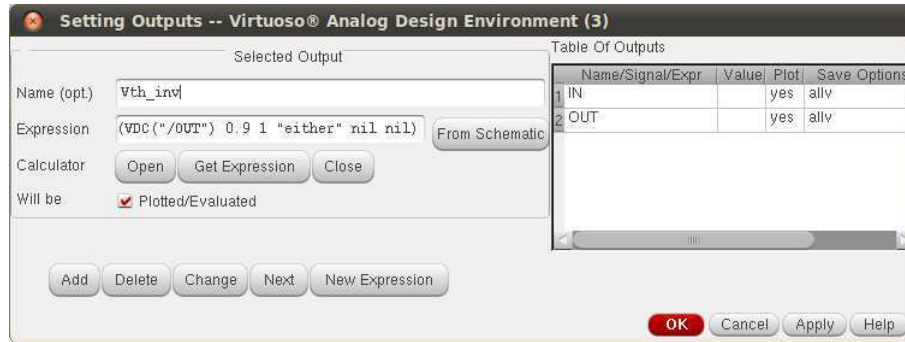 Setting Outputs -- Virtuoso® Analog Design Environment (3)
Selected Output
Name (opt.) Vth_inv
Expression (VDC("/OUT") 0.9 1 "either" nil nil) From Schematic
Calculator Open Get Expression Close
Will be Plotted/Evaluated
Add Delete Change Next New Expression
Table Of Outputs
Name/Signal/Expr Value Plot Save Options
1 IN yes allv
2 OUT yes allv
OK Cancel Apply Help